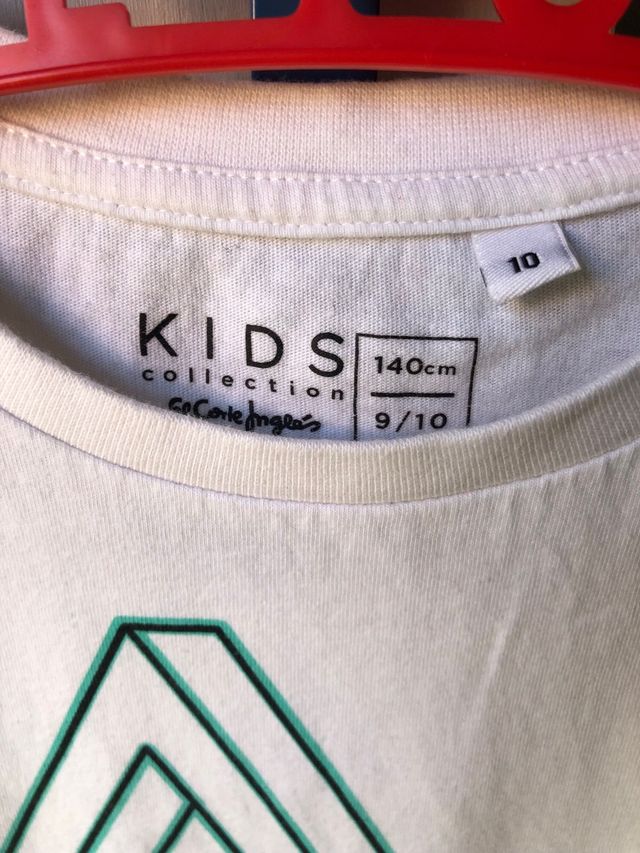 10
KIDS
collection
El Corte Inglés
140cm
9/10